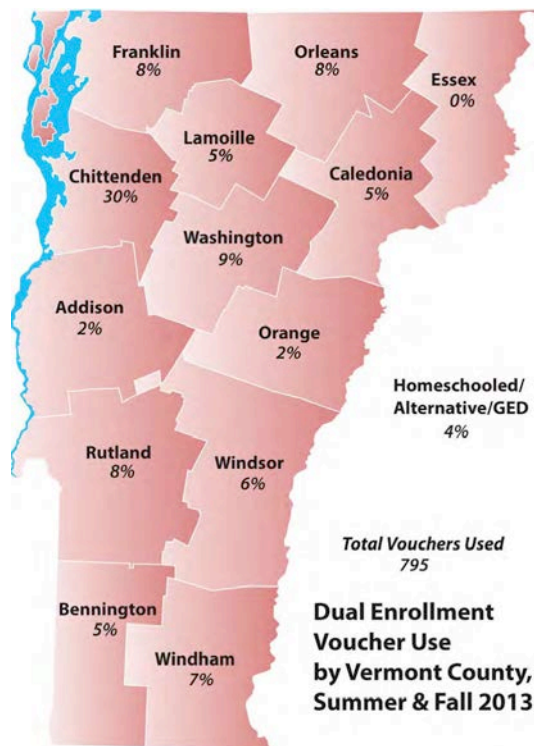 Franklin
8%
Orleans
8%
Essex
0%
Lamoille
5%
Chittenden
30%
Caledonia
5%
Washington
9%
Addison
2%
Orange
2%
Homeschooled/
Alternative/GED
4%
Rutland
8%
Windsor
6%
Total Vouchers Used
795
Bennington
5%
Windham
7%
Dual Enrollment
Voucher Use
by Vermont County,
Summer & Fall 2013